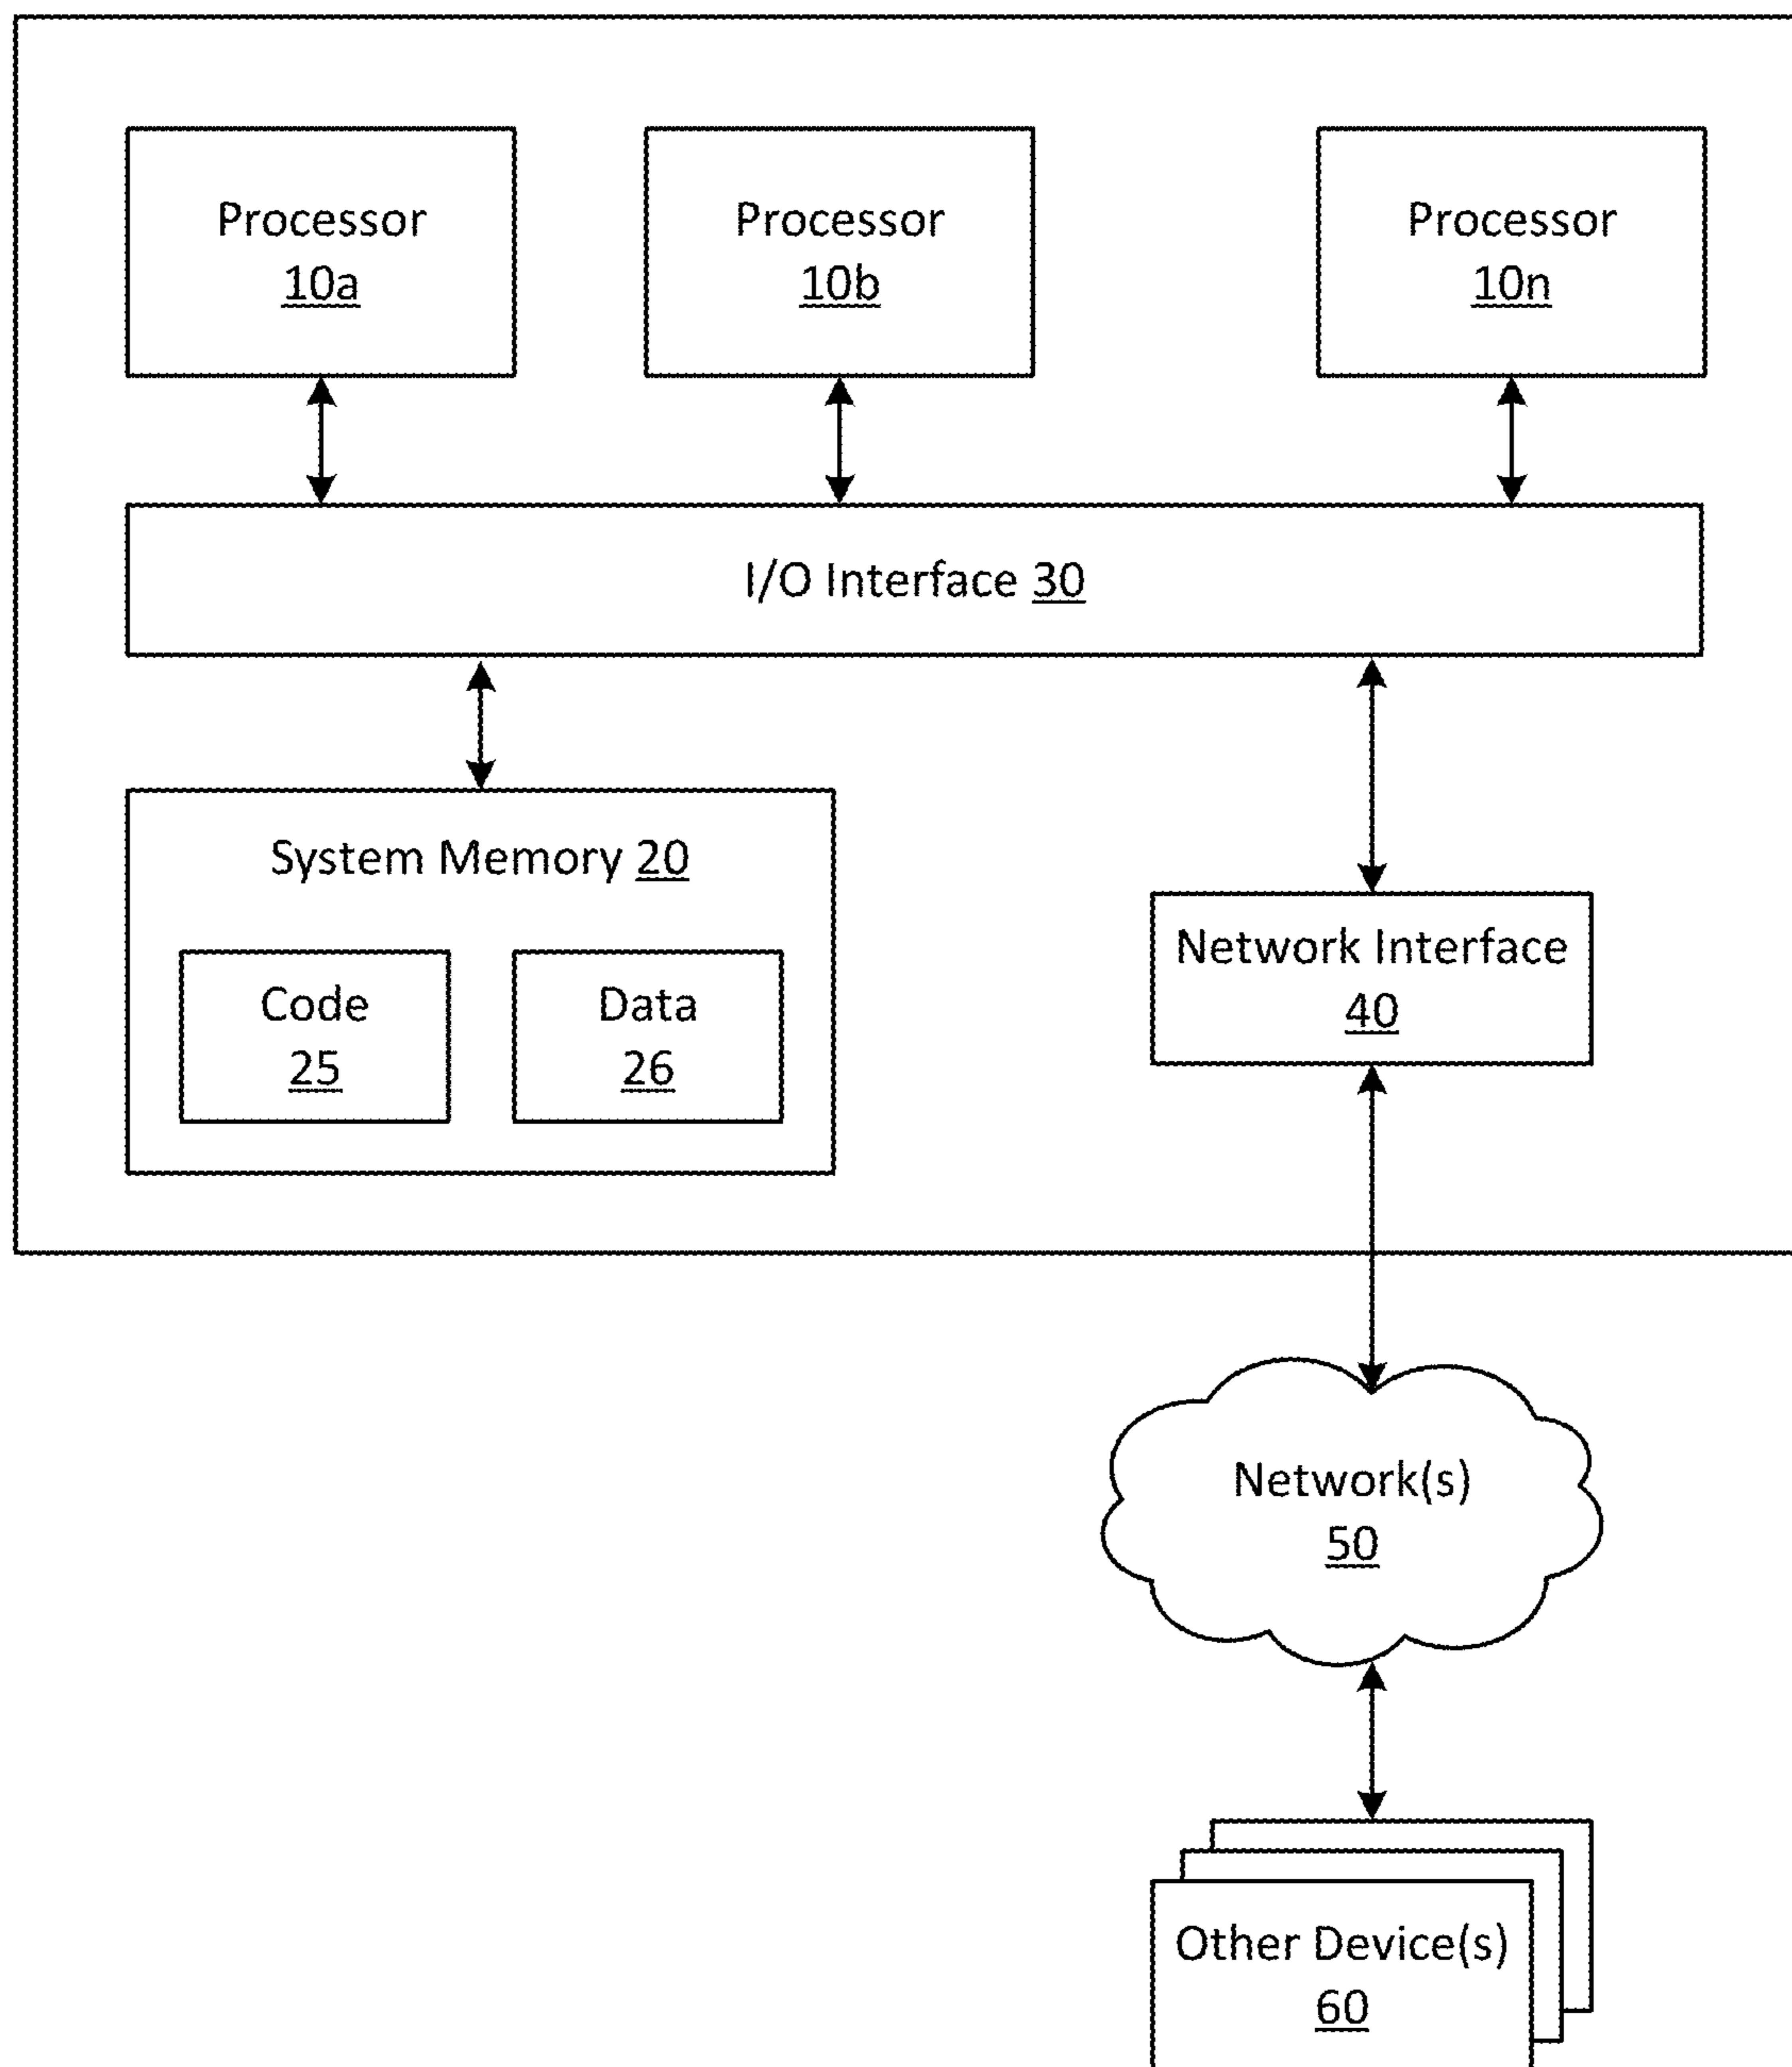 Processor
10a
Processor
10b
Processor
10n
I/O Interface 30
System Memory 20
Code
25
Data
26
Network Interface
40
Network(s)
50
Other Device(s)
60